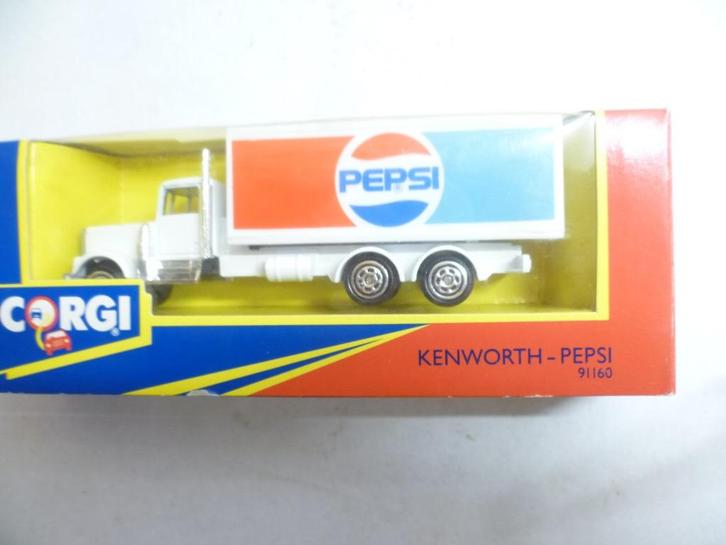 PEPSI
®
CORGI
®
KENWORTH - PEPSI
91160